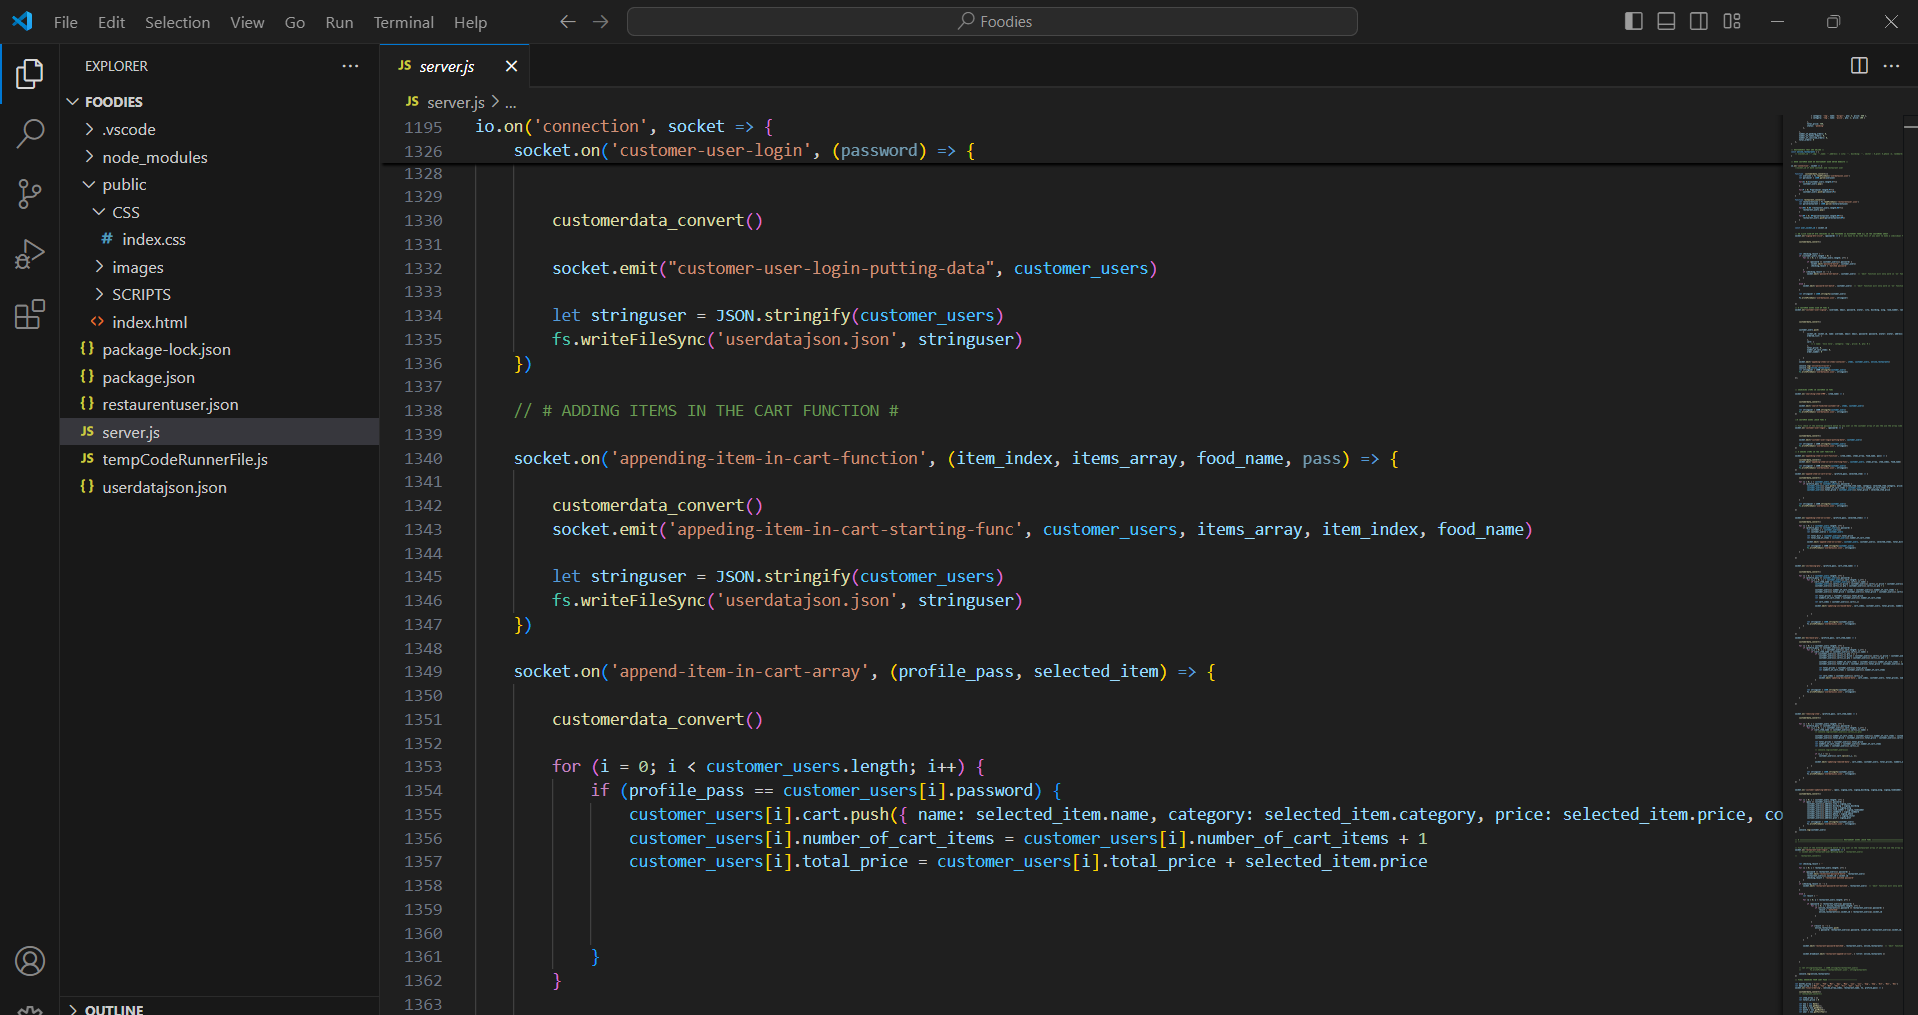 File Edit Selection View Go Run Terminal Help
Foodies
EXPLORER
FOODIES
.vscode
node_modules
public
CSS
# index.css
images
SCRIPTS
<> index.html
{} package-lock.json
{} package.json
{} restaurentuser.json
JS server.js
JS tempCodeRunnerFile.js
{} userdatajson.json
OUTLINE
JS server.js
JS server.js > ...
1195 io.on('connection', socket => {
1326 socket.on('customer-user-login', (password) => {
1328
1329
1330 customerdata_convert()
1331
1332 socket.emit("customer-user-login-putting-data", customer_users)
1333
1334 let stringuser = JSON.stringify(customer_users)
1335 fs.writeFileSync('userdatajson.json', stringuser)
1336 })
1337
1338 // # ADDING ITEMS IN THE CART FUNCTION #
1339
1340 socket.on('appending-item-in-cart-function', (item_index, items_array, food_name, pass) => {
1341
1342 customerdata_convert()
1343 socket.emit('appeding-item-in-cart-starting-func', customer_users, items_array, item_index, food_name)
1344
1345 let stringuser = JSON.stringify(customer_users)
1346 fs.writeFileSync('userdatajson.json', stringuser)
1347 })
1348
1349 socket.on('append-item-in-cart-array', (profile_pass, selected_item) => {
1350
1351 customerdata_convert()
1352
1353 for (i = 0; i < customer_users.length; i++) {
1354 if (profile_pass == customer_users[i].password) {
1355 customer_users[i].cart.push({ name: selected_item.name, category: selected_item.category, price: selected_item.price, co
1356 customer_users[i].number_of_cart_items = customer_users[i].number_of_cart_items + 1
1357 customer_users[i].total_price = customer_users[i].total_price + selected_item.price
1358
1359
1360
1361 }
1362 }
1363